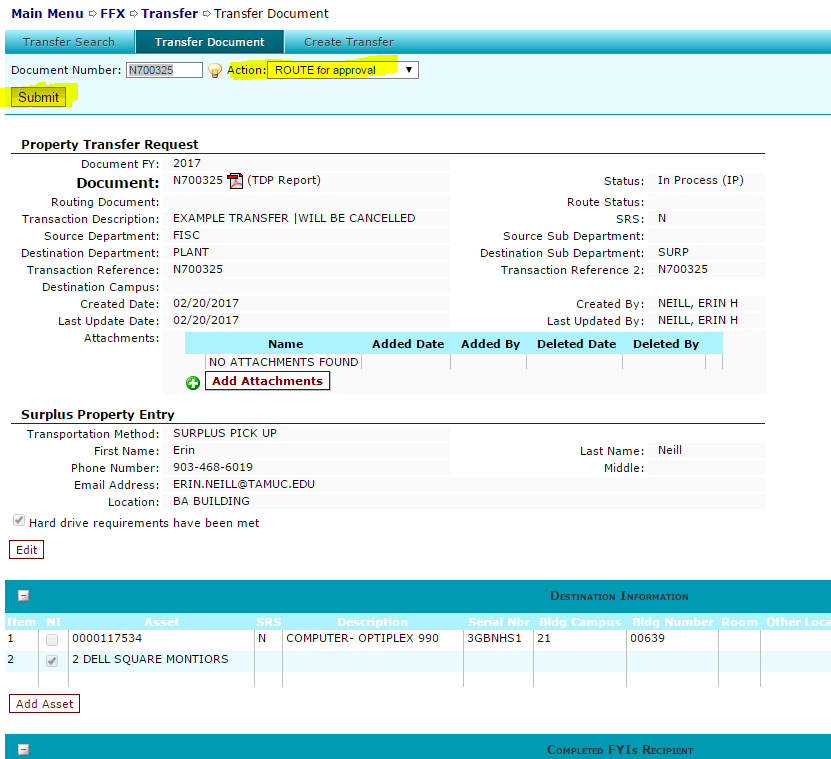 Main Menu ⇨ FFX ⇨ Transfer ⇨ Transfer Document
Transfer Search Transfer Document Create Transfer
Document Number: N700325 Action: ROUTE for approval
Submit
Property Transfer Request
Document FY: 2017
Document: N700325 (TDP Report) Status: In Process (IP)
Routing Document: Route Status:
Transaction Description: EXAMPLE TRANSFER |WILL BE CANCELLED SRS: N
Source Department: FISC Source Sub Department:
Destination Department: PLANT Destination Sub Department: SURP
Transaction Reference: N700325 Transaction Reference 2: N700325
Destination Campus:
Created Date: 02/20/2017 Created By: NEILL, ERIN H
Last Update Date: 02/20/2017 Last Updated By: NEILL, ERIN H
Attachments: Name Added Date Added By Deleted Date Deleted By
NO ATTACHMENTS FOUND
Add Attachments
Surplus Property Entry
Transportation Method: SURPLUS PICK UP
First Name: Erin Last Name: Neill
Phone Number: 903-468-6019 Middle:
Email Address: ERIN.NEILL@TAMUC.EDU
Location: BA BUILDING
Hard drive requirements have been met
Edit
Destination Information
Item NI Asset SRS Description Serial Nbr Bldg Campus Bldg Number Room Other Loca
1 0000117534 N COMPUTER- OPTIPLEX 990 3GBNHS1 21 00639
2 2 DELL SQUARE MONTIORS
Add Asset
Completed FYIs Recipient